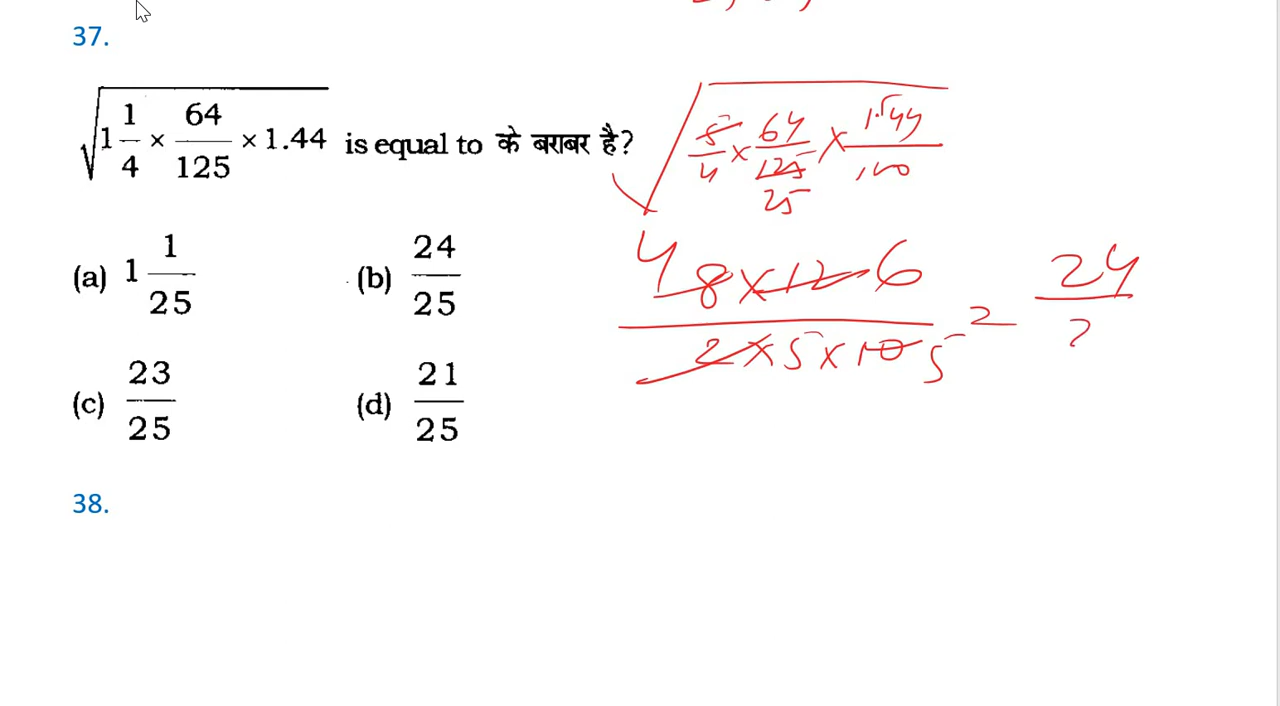 37.
√1 1/4 × 64/125 × 1.44 is equal to के बराबर है?
(a) 1 1/25
(b) 24/25
(c) 23/25
(d) 21/25
√5/4 × 64/125 × 1.44/100
25
4 8×12 6
2×5×10 5
= 24/2
38.